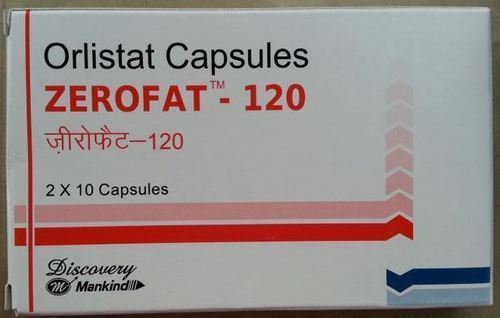 Orlistat Capsules
ZEROFAT™- 120
ज़ीरोफैट–120
2 X 10 Capsules
Discovery
M Mankind